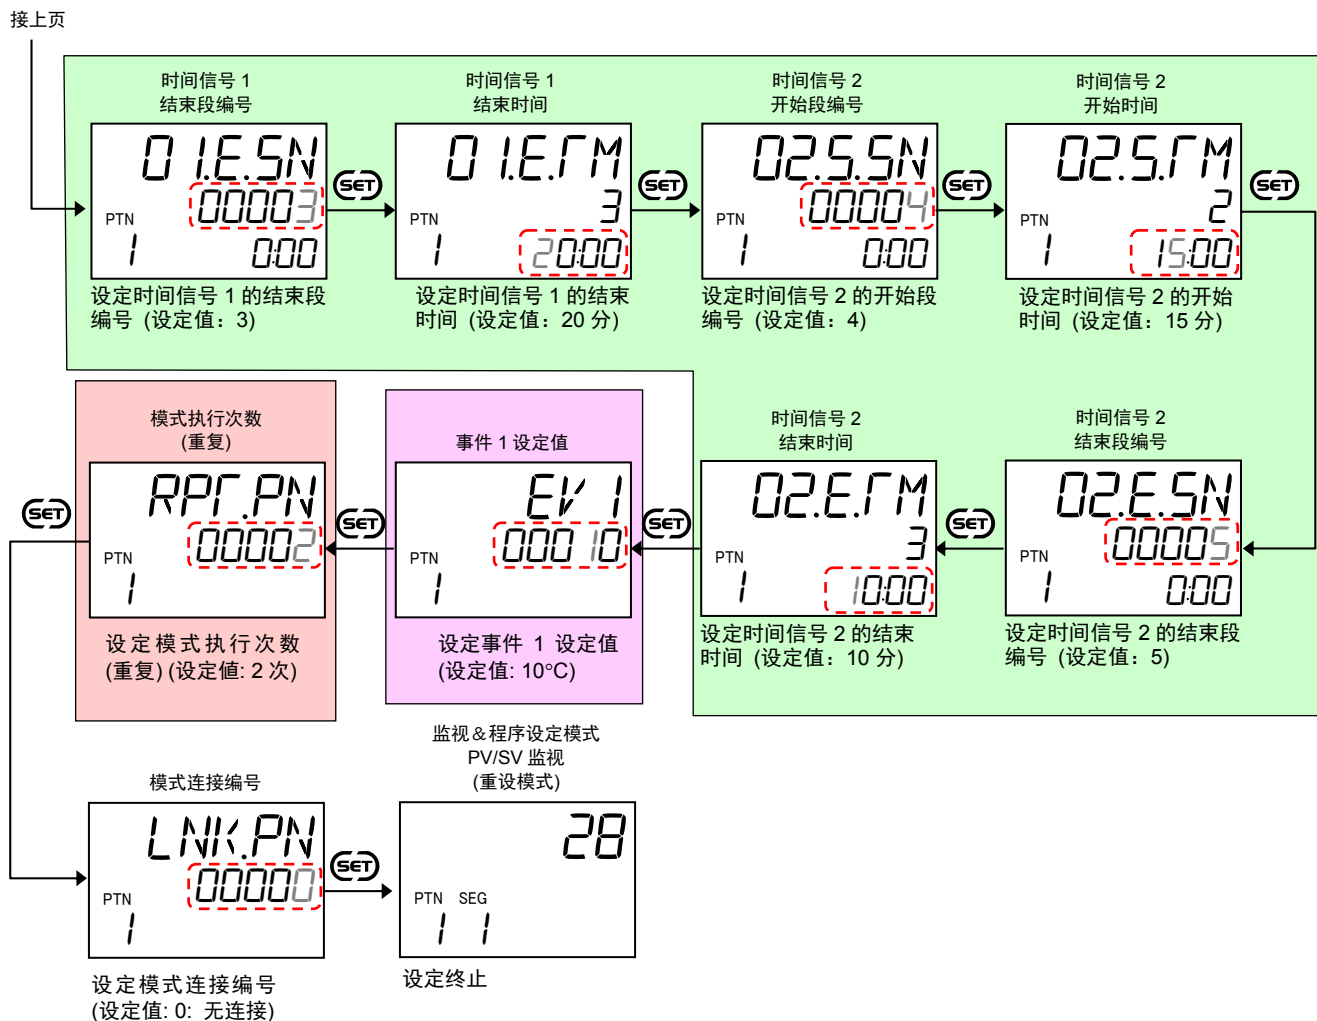 接上页
时间信号 1
结束段编号
01.E.SN
00003
PTN
1
0:00
设定时间信号 1 的结束段
编号 (设定值：3)
SET
时间信号 1
结束时间
01.E.TM
3
PTN
1
20:00
设定时间信号 1 的结束
时间 (设定值：20 分)
SET
时间信号 2
开始段编号
02.S.SN
00004
PTN
1
0:00
设定时间信号 2 的开始段
编号 (设定值：4)
SET
时间信号 2
开始时间
02.S.TM
2
PTN
1
15:00
设定时间信号 2 的开始
时间 (设定值：15 分)
SET
时间信号 2
结束段编号
02.E.SN
00005
PTN
1
0:00
设定时间信号 2 的结束段
编号 (设定值：5)
SET
时间信号 2
结束时间
02.E.TM
3
PTN
1
10:00
设定时间信号 2 的结束
时间 (设定值：10 分)
SET
事件 1 设定值
EV1
00010
PTN
1
设定事件 1 设定值
(设定值: 10°C)
SET
模式执行次数
(重复)
RPT.PN
00002
PTN
1
设定模式执行次数
(重复) (设定値: 2 次)
SET
模式连接编号
LNK.PN
00000
PTN
1
设定模式连接编号
(设定值: 0: 无连接)
SET
监视＆程序设定模式
PV/SV 监视
(重设模式)
28
PTN SEG
1 1
设定终止